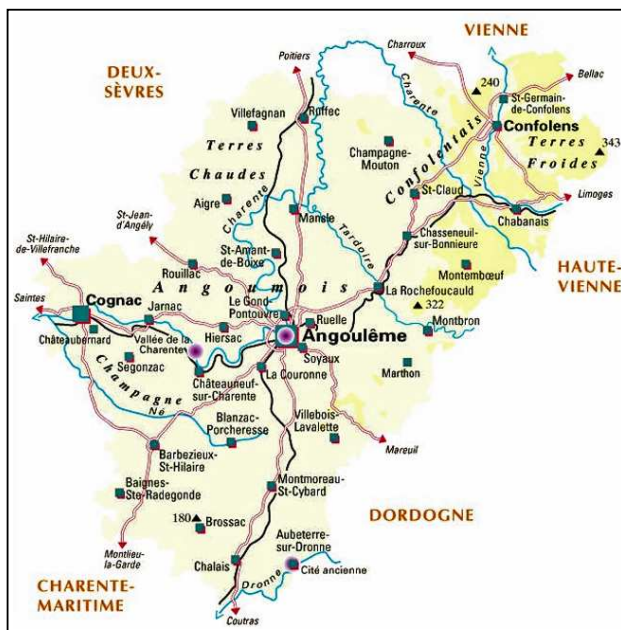 VIENNE
DEUX-
SÈVRES
Poitiers
Charroux
240
Bellac
St-Germain-
de-Confolens
Villefagnan
Ruffec
Charente
Confolens
Terres
Chaudes
Champagne-
Mouton
Confolentais
Terres
Froides
343
Vienne
Aigre
Charente
St-Claud
Limoges
St-Jean-
d'Angély
Mansle
Tardoire
Chabanais
St-Hilaire-
de-Villefranche
St-Amant-
de-Boixe
Chasseneuil-
sur-Bonnieure
Rouillac
Angoumois
Montembœuf
HAUTE-
VIENNE
Saintes
Cognac
Jarnac
Le Gond-
Pontouvre
La Rochefoucauld
322
Châteaubernard
Vallée de la
Charente
Hiersac
Ruelle
Angoulême
Montbron
Segonzac
Soyaux
Champagne
Châteauneuf-
sur-Charente
La Couronne
Marthon
Né
Blanzac-
Porcheresse
Villebois-
Lavalette
Mareuil
Barbezieux-
St-Hilaire
Baignes-
Ste-Radegonde
Montmoreau-
St-Cybard
180
Brossac
DORDOGNE
Aubeterre-
sur-Dronne
Montlieu-
la-Garde
Chalais
Cité ancienne
Dronne
CHARENTE-
MARITIME
Coutras